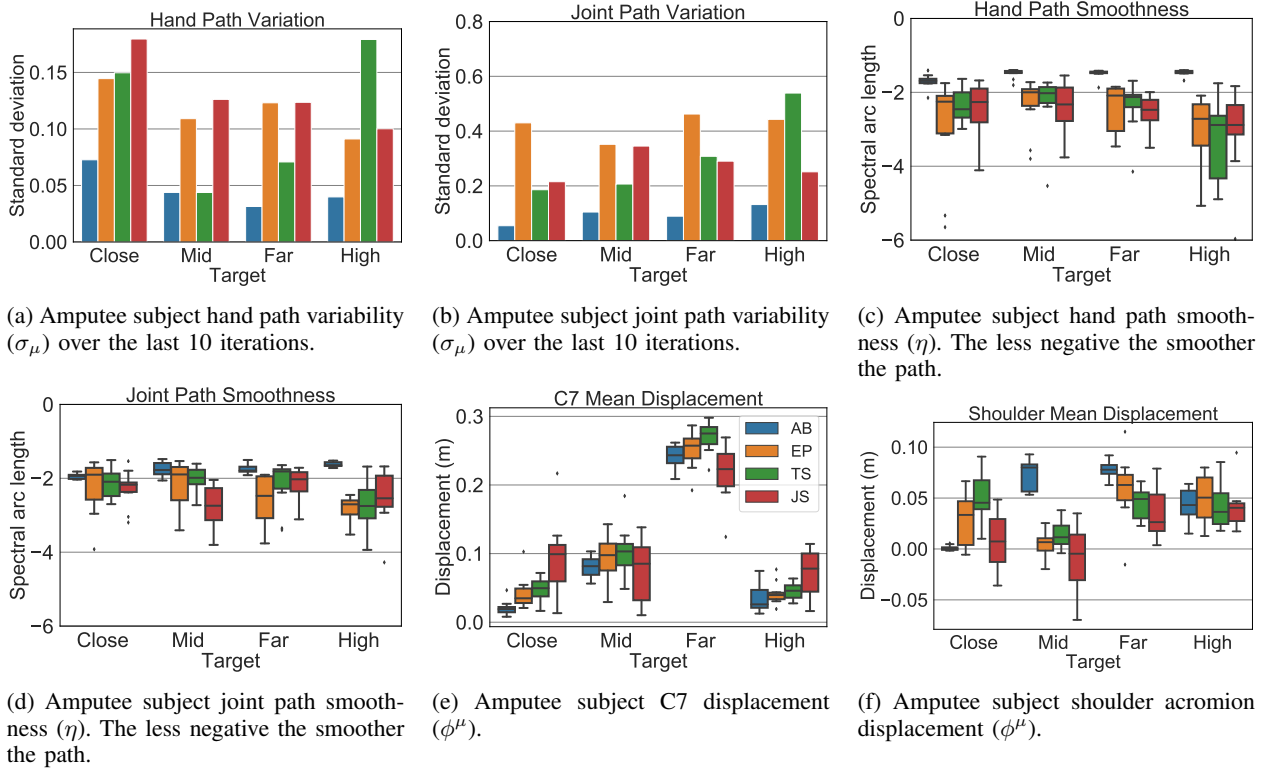 Hand Path Variation
Standard deviation
0.15
0.10
0.05
0.00
Close Mid Far High
Target
(a) Amputee subject hand path variability
(σμ) over the last 10 iterations.
Joint Path Variation
Standard deviation
0.8
0.6
0.4
0.2
0.0
Close Mid Far High
Target
(b) Amputee subject joint path variability
(σμ) over the last 10 iterations.
Hand Path Smoothness
Spectral arc length
0
−2
−4
−6
Close Mid Far High
Target
(c) Amputee subject hand path smooth-
ness (η). The less negative the smoother
the path.
Joint Path Smoothness
Spectral arc length
0
−2
−4
−6
Close Mid Far High
Target
(d) Amputee subject joint path smooth-
ness (η). The less negative the smoother
the path.
C7 Mean Displacement
Displacement (m)
0.3
0.2
0.1
0.0
AB
EP
TS
JS
Close Mid Far High
Target
(e) Amputee subject C7 displacement
(ϕμ).
Shoulder Mean Displacement
Displacement (m)
0.10
0.05
0.00
−0.05
Close Mid Far High
Target
(f) Amputee subject shoulder acromion
displacement (ϕμ).